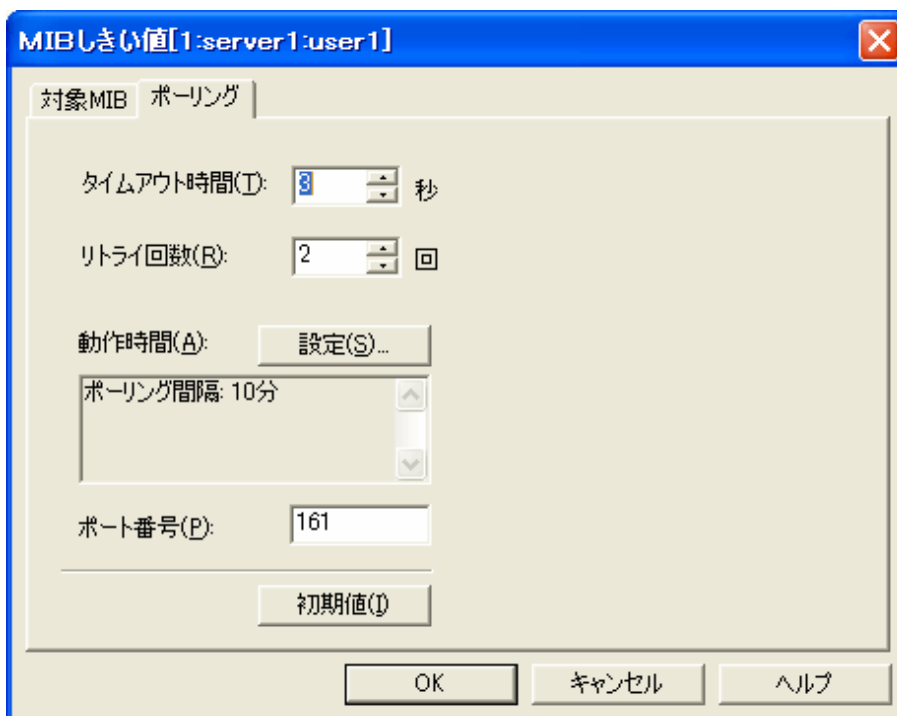 MIBしきい値[1:server1:user1]
対象MIB ポーリング
タイムアウト時間(T): 3 秒
リトライ回数(R): 2 回
動作時間(A): 設定(S)...
ポーリング間隔: 10分
ポート番号(P): 161
初期値(I)
OK キャンセル ヘルプ